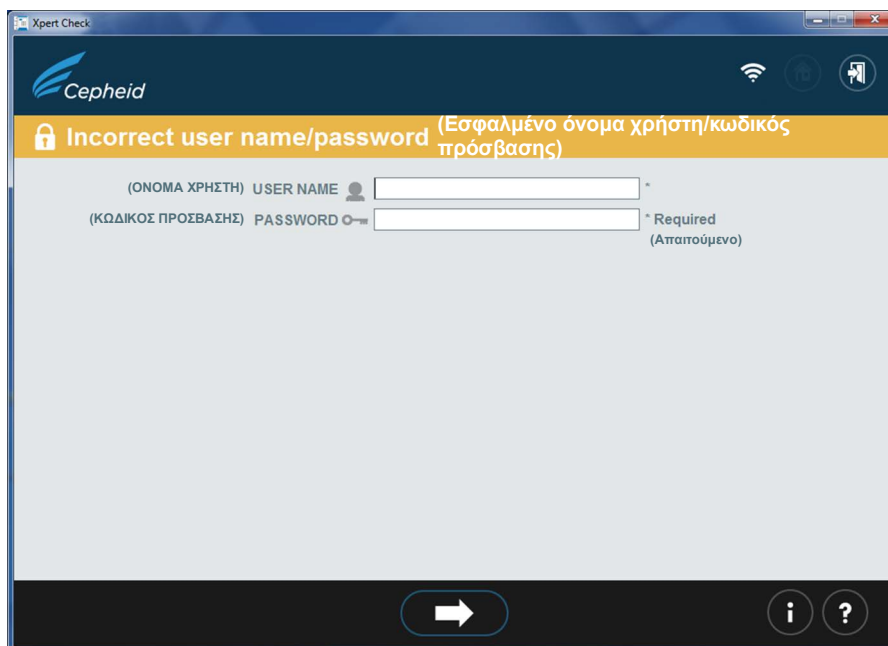 Xpert Check
Cepheid
Incorrect user name/password (Εσφαλμένο όνομα χρήστη/κωδικός
πρόσβασης)
(ΟΝΟΜΑ ΧΡΗΣΤΗ) USER NAME *
(ΚΩΔΙΚΟΣ ΠΡΟΣΒΑΣΗΣ) PASSWORD * Required
(Απαιτούμενο)
i ?